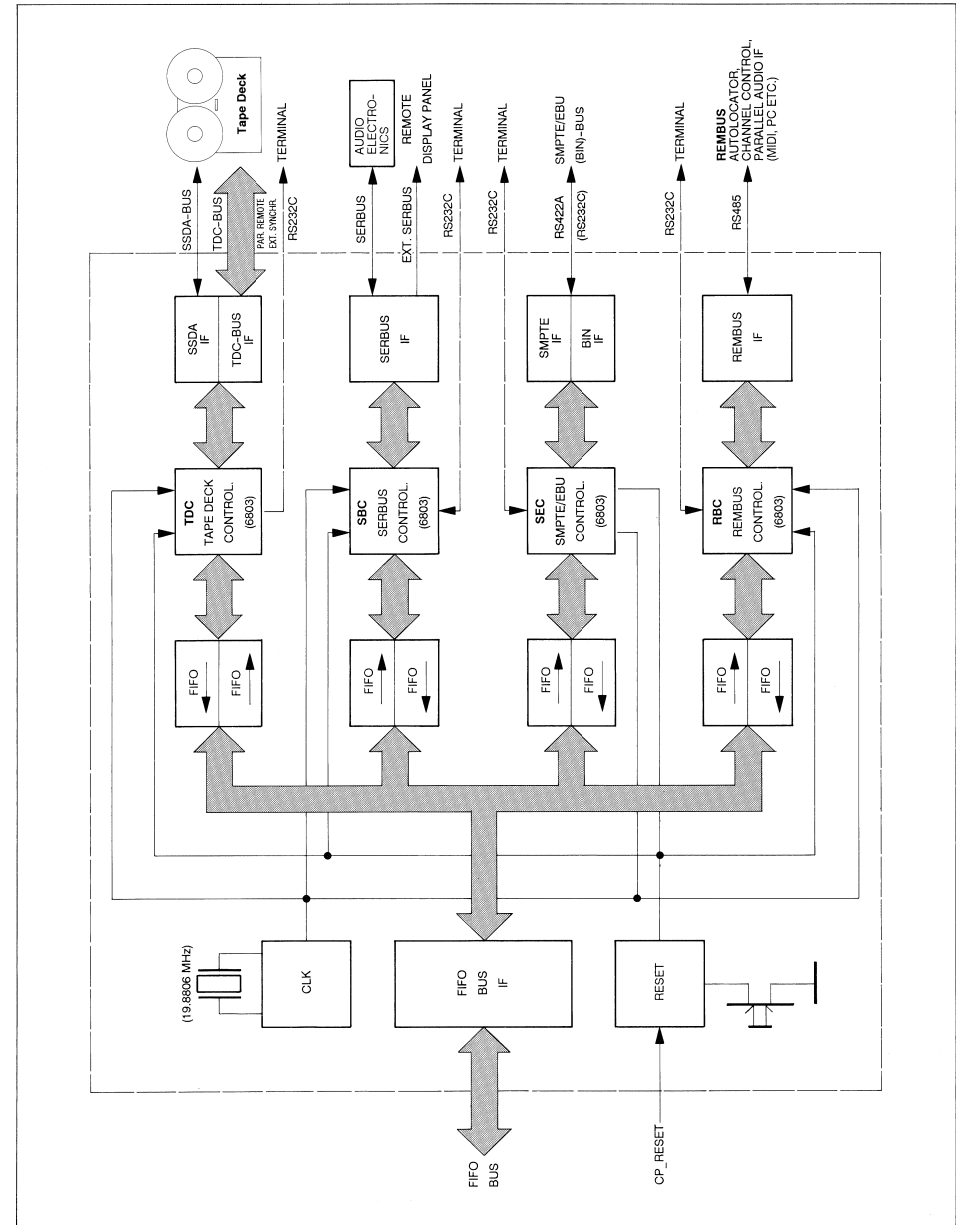 Tape Deck
SSDA-BUS
TDC-BUS
PAR. REMOTE
EXT. SYNCHR.
RS232C
TERMINAL
SSDA
IF
TDC-BUS
IF
TDC
TAPE DECK
CONTROL.
(6803)
FIFO
FIFO
AUDIO
ELECTRO-
NICS
REMOTE
DISPLAY PANEL
SERBUS
EXT. SERBUS
RS232C
TERMINAL
SERBUS
IF
SBC
SERBUS
CONTROL.
(6803)
FIFO
FIFO
TERMINAL
RS232C
SMPTE/EBU
(BIN)-BUS
RS422A
(RS232C)
SMPTE
IF
BIN
IF
SEC
SMPTE/EBU
CONTROL.
(6803)
FIFO
FIFO
TERMINAL
RS232C
REMBUS
AUTOLOCATOR,
CHANNEL CONTROL,
PARALLEL AUDIO IF
(MIDI, PC ETC.)
RS485
REMBUS
IF
RBC
REMBUS
CONTROL.
(6803)
FIFO
FIFO
(19.8806 MHz)
CLK
FIFO
BUS
IF
RESET
FIFO
BUS
CP_RESET